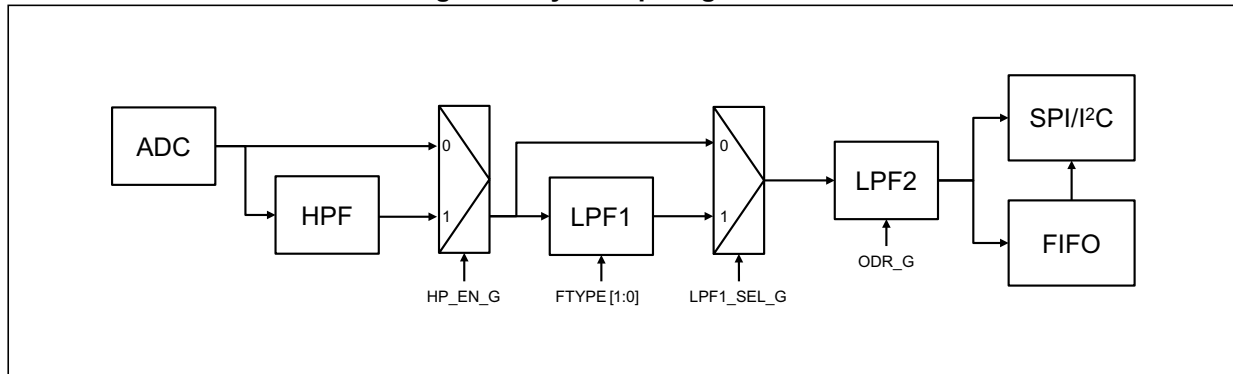 ADC
HPF
0
1
HP_EN_G
LPF1
FTYPE [1:0]
0
1
LPF1_SEL_G
LPF2
ODR_G
SPI/I²C
FIFO